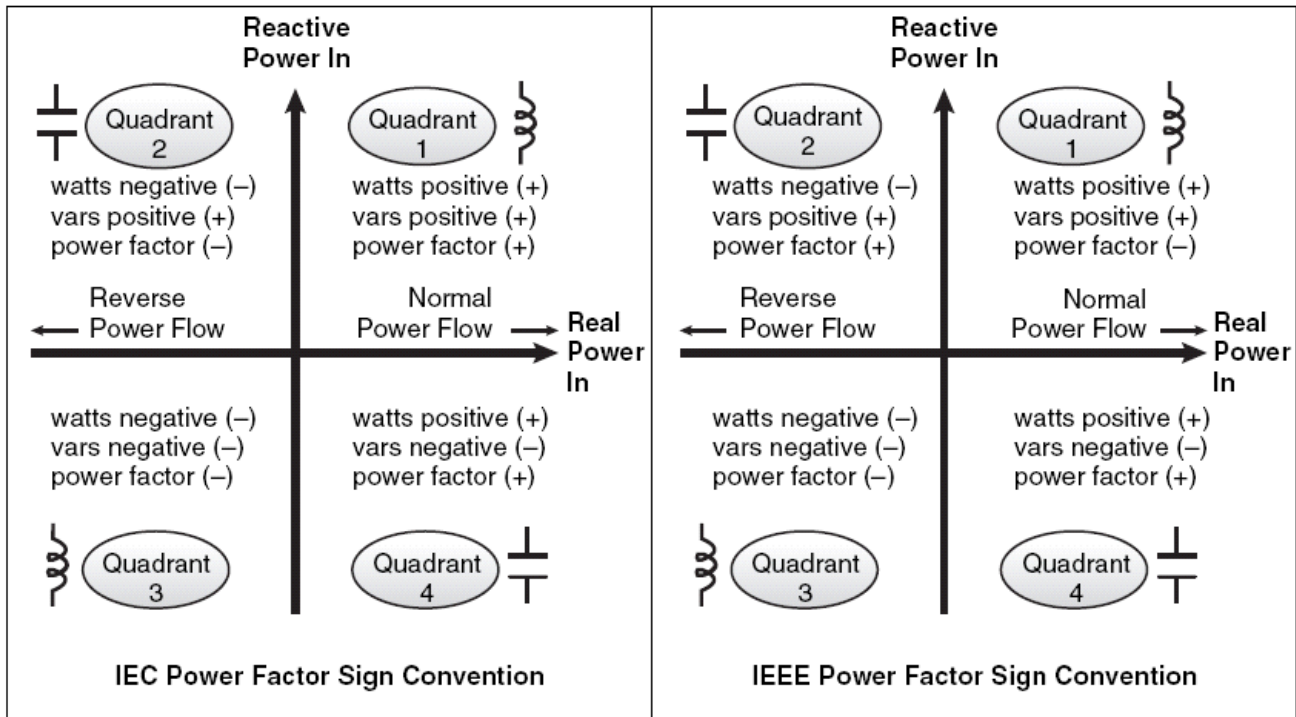 Reactive
Power In
Quadrant
2
Quadrant
1
watts negative (–)
vars positive (+)
power factor (–)
watts positive (+)
vars positive (+)
power factor (+)
Reverse
Power Flow
Normal
Power Flow
Real
Power
In
watts negative (–)
vars negative (–)
power factor (–)
watts positive (+)
vars negative (–)
power factor (+)
Quadrant
3
Quadrant
4
IEC Power Factor Sign Convention
Reactive
Power In
Quadrant
2
Quadrant
1
watts negative (–)
vars positive (+)
power factor (+)
watts positive (+)
vars positive (+)
power factor (–)
Reverse
Power Flow
Normal
Power Flow
Real
Power
In
watts negative (–)
vars negative (–)
power factor (–)
watts positive (+)
vars negative (–)
power factor (+)
Quadrant
3
Quadrant
4
IEEE Power Factor Sign Convention